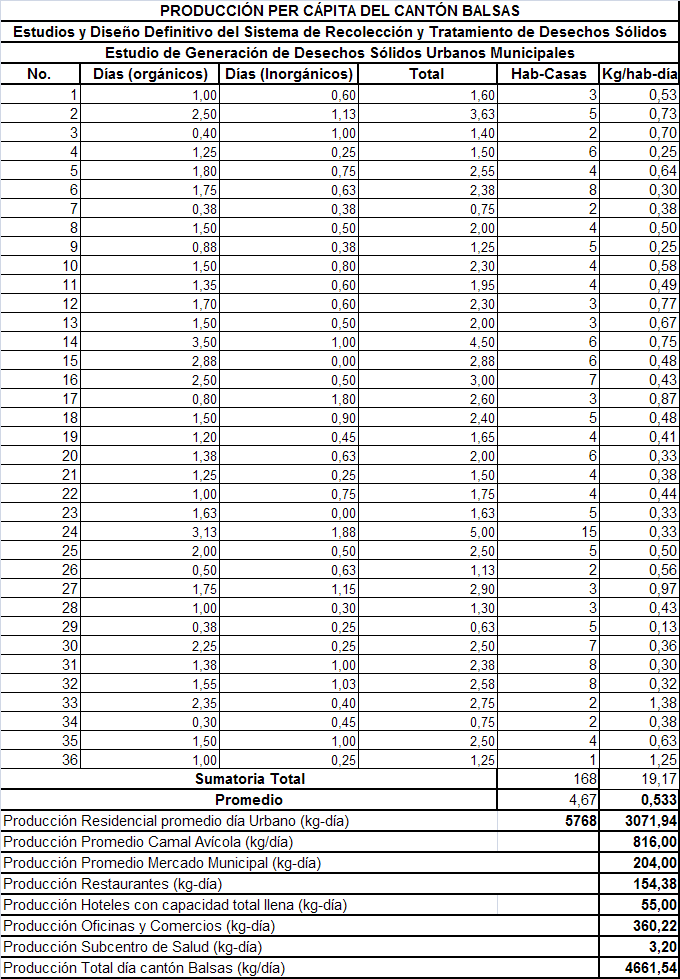 PRODUCCIÓN PER CÁPITA DEL CANTÓN BALSAS
Estudios y Diseño Definitivo del Sistema de Recolección y Tratamiento de Desechos Sólidos
Estudio de Generación de Desechos Sólidos Urbanos Municipales
No. Días (orgánicos) Días (Inorgánicos) Total Hab-Casas Kg/hab-día
1 1,00 0,60 1,60 3 0,53
2 2,50 1,13 3,63 5 0,73
3 0,40 1,00 1,40 2 0,70
4 1,25 0,25 1,50 6 0,25
5 1,80 0,75 2,55 4 0,64
6 1,75 0,63 2,38 8 0,30
7 0,38 0,38 0,75 2 0,38
8 1,50 0,50 2,00 4 0,50
9 0,88 0,38 1,25 5 0,25
10 1,50 0,80 2,30 4 0,58
11 1,35 0,60 1,95 4 0,49
12 1,70 0,60 2,30 3 0,77
13 1,50 0,50 2,00 3 0,67
14 3,50 1,00 4,50 6 0,75
15 2,88 0,00 2,88 6 0,48
16 2,50 0,50 3,00 7 0,43
17 0,80 1,80 2,60 3 0,87
18 1,50 0,90 2,40 5 0,48
19 1,20 0,45 1,65 4 0,41
20 1,38 0,63 2,00 6 0,33
21 1,25 0,25 1,50 4 0,38
22 1,00 0,75 1,75 4 0,44
23 1,63 0,00 1,63 5 0,33
24 3,13 1,88 5,00 15 0,33
25 2,00 0,50 2,50 5 0,50
26 0,50 0,63 1,13 2 0,56
27 1,75 1,15 2,90 3 0,97
28 1,00 0,30 1,30 3 0,43
29 0,38 0,25 0,63 5 0,13
30 2,25 0,25 2,50 7 0,36
31 1,38 1,00 2,38 8 0,30
32 1,55 1,03 2,58 8 0,32
33 2,35 0,40 2,75 2 1,38
34 0,30 0,45 0,75 2 0,38
35 1,50 1,00 2,50 4 0,63
36 1,00 0,25 1,25 1 1,25
Sumatoria Total 168 19,17
Promedio 4,67 0,533
Producción Residencial promedio día Urbano (kg-día) 5768 3071,94
Producción Promedio Camal Avícola (kg/día) 816,00
Producción Promedio Mercado Municipal (kg-día) 204,00
Producción Restaurantes (kg-día) 154,38
Producción Hoteles con capacidad total llena (kg-día) 55,00
Producción Oficinas y Comercios (kg-día) 360,22
Producción Subcentro de Salud (kg-día) 3,20
Producción Total día cantón Balsas (kg/día) 4661,54